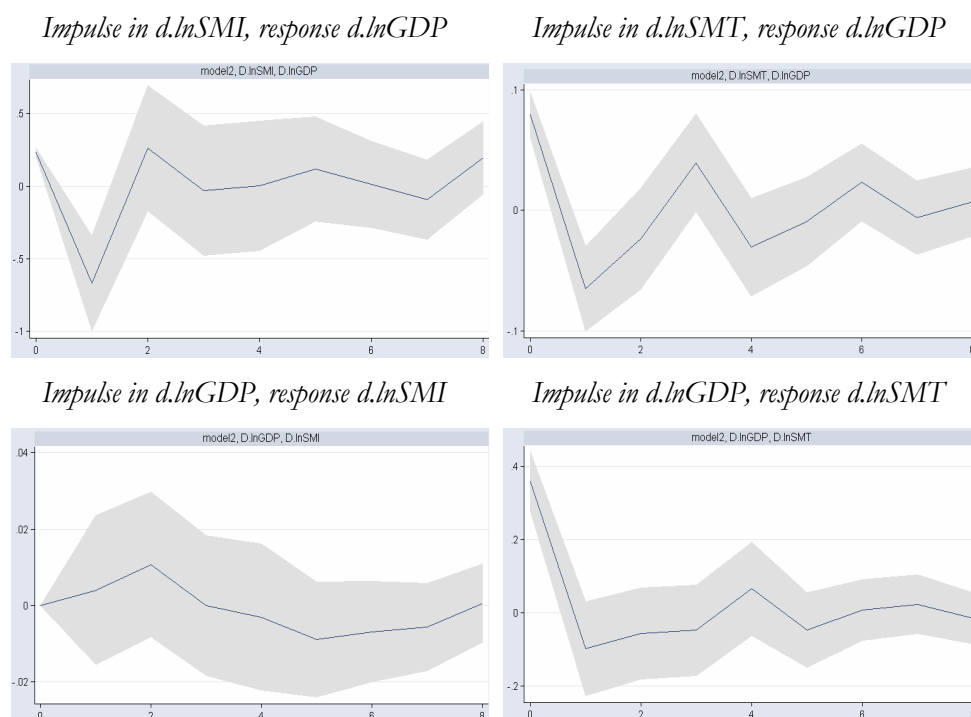 Impulse in d.lnSMI, response d.lnGDP
Impulse in d.lnSMT, response d.lnGDP
model2, D.lnSMI, D.lnGDP
.5
0
-.5
-1
0 2 4 6 8
model2, D.lnSMT, D.lnGDP
.1
0
-.1
0 2 4 6 8
Impulse in d.lnGDP, response d.lnSMI
Impulse in d.lnGDP, response d.lnSMT
model2, D.lnGDP, D.lnSMI
.04
.02
0
-.02
0 2 4 6 8
model2, D.lnGDP, D.lnSMT
.4
.2
0
-.2
0 2 4 6 8